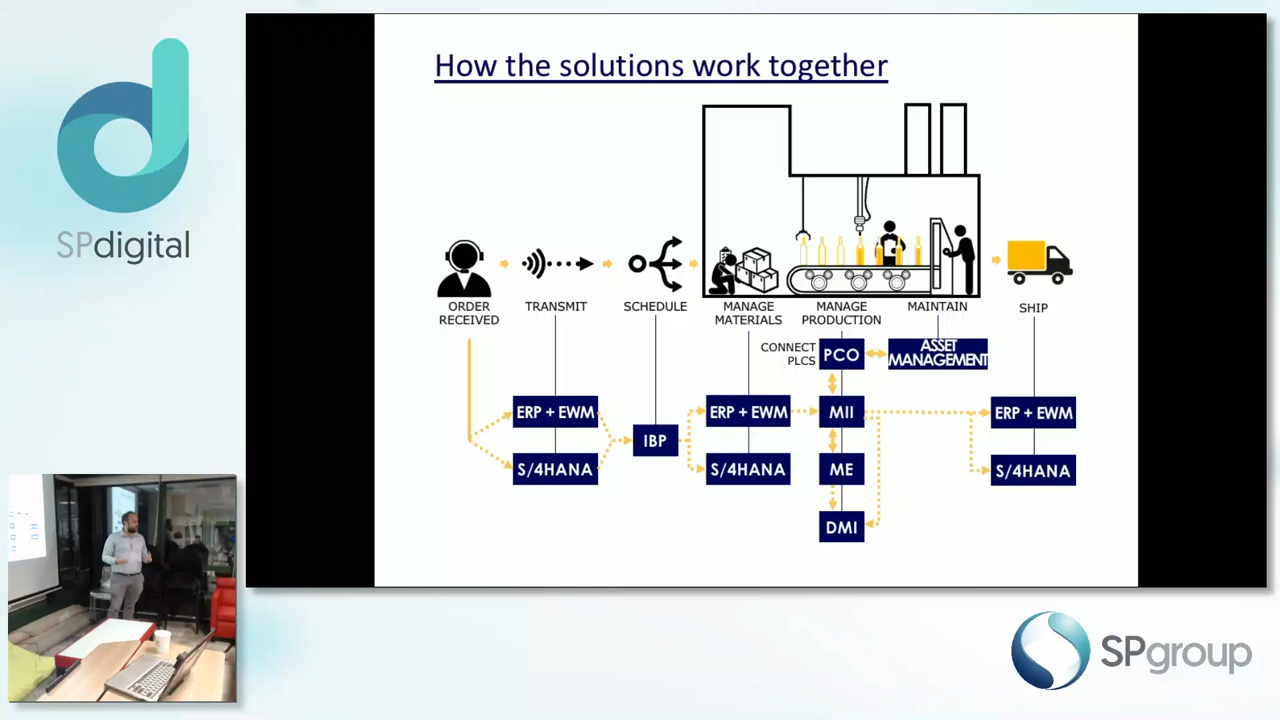 SPdigital
How the solutions work together
ORDER
RECEIVED
TRANSMIT
SCHEDULE
MANAGE
MATERIALS
MANAGE
PRODUCTION
MAINTAIN
SHIP
CONNECT
PLCS
PCO
ASSET
MANAGEMENT
ERP + EWM
ERP + EWM
MII
ERP + EWM
IBP
S/4HANA
S/4HANA
ME
S/4HANA
DMI
SPgroup